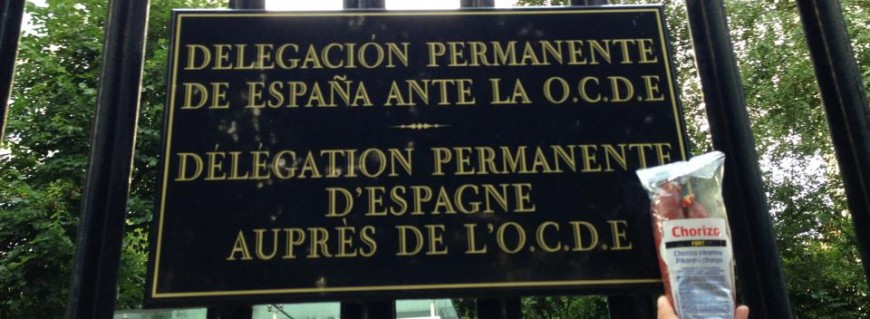 DELEGACIÓN PERMANENTE
DE ESPAÑA ANTE LA O.C.D.E
DÉLÉGATION PERMANENTE
D'ESPAGNE
AUPRÈS DE L'O.C.D.E
Chorizo